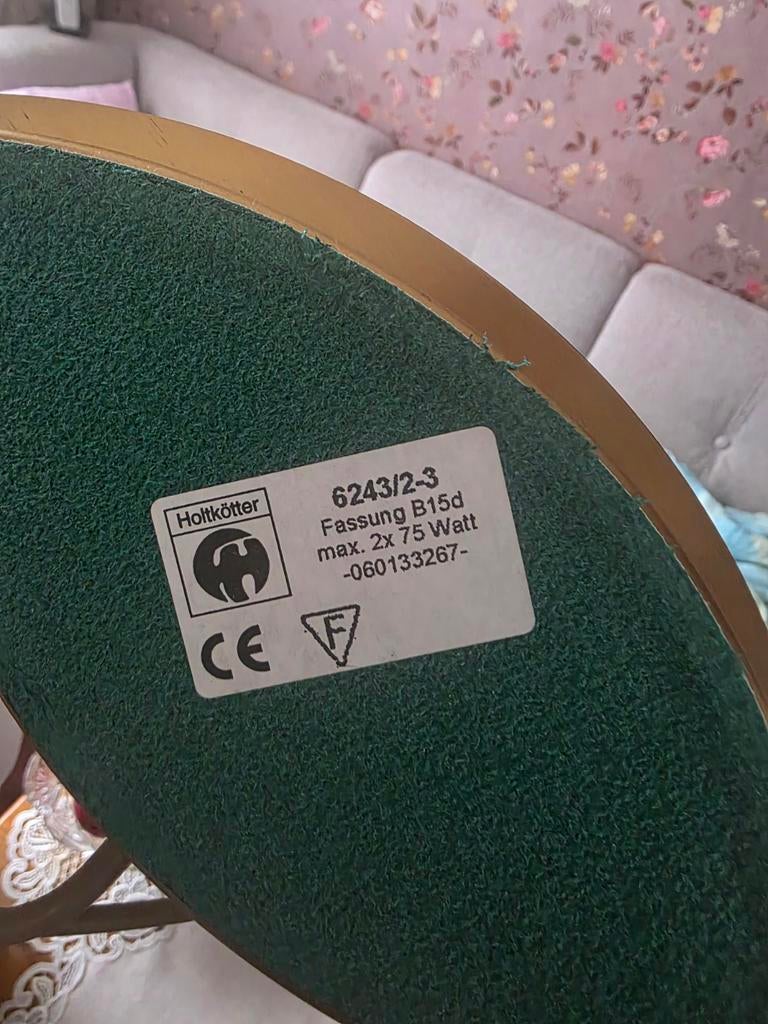 Holtkötter
6243/2-3
Fassung B15d
max. 2x 75 Watt
-060133267-
CE F